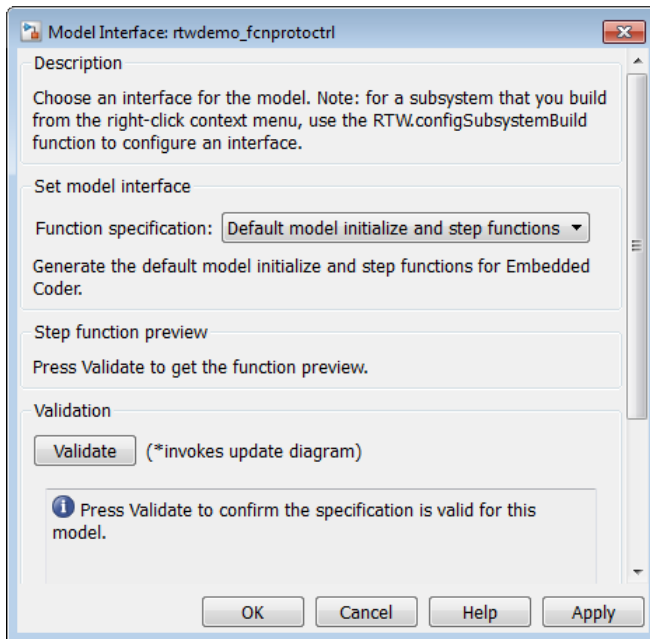 Model Interface: rtwdemo_fcnprotoctrl
Description
Choose an interface for the model. Note: for a subsystem that you build
from the right-click context menu, use the RTW.configSubsystemBuild
function to configure an interface.
Set model interface
Function specification: Default model initialize and step functions
Generate the default model initialize and step functions for Embedded
Coder.
Step function preview
Press Validate to get the function preview.
Validation
Validate (*invokes update diagram)
Press Validate to confirm the specification is valid for this
model.
OK Cancel Help Apply